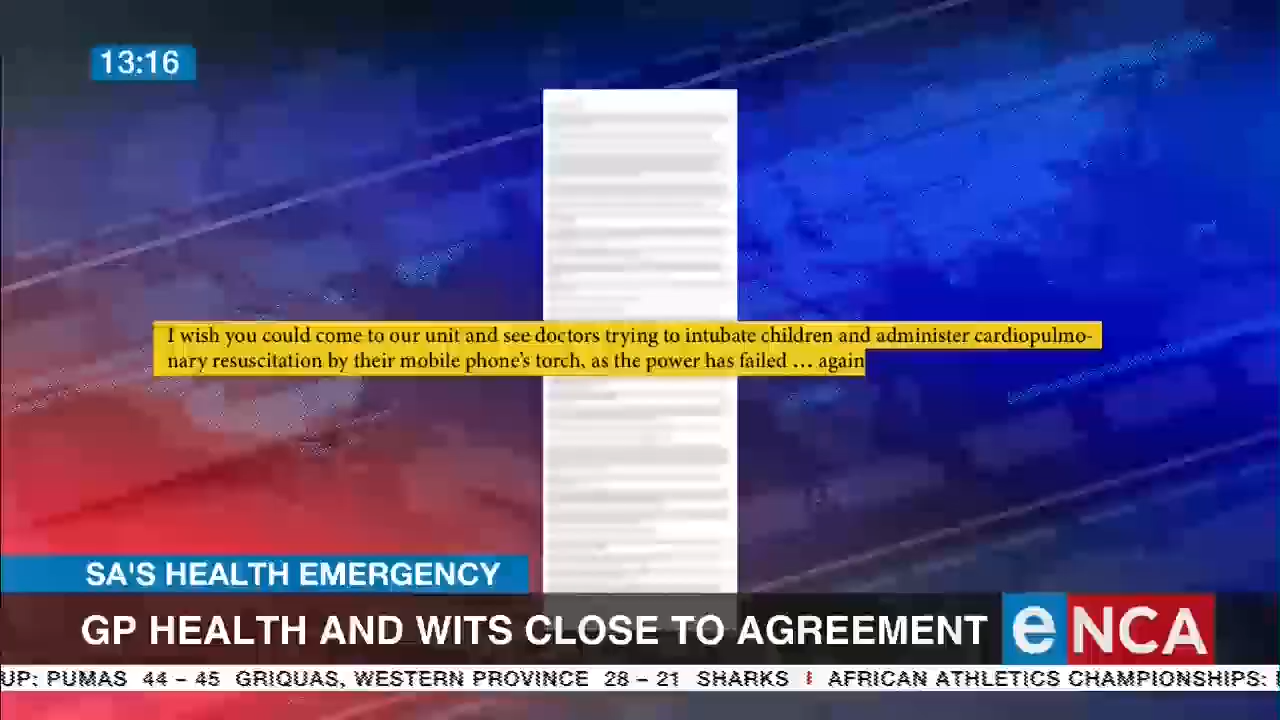 13:16
I wish you could come to our unit and see doctors trying to intubate children and administer cardiopulmo-
nary resuscitation by their mobile phone's torch, as the power has failed … again
SA'S HEALTH EMERGENCY
GP HEALTH AND WITS CLOSE TO AGREEMENT
eNCA
UP: PUMAS 44 – 45 GRIQUAS, WESTERN PROVINCE 28 – 21 SHARKS AFRICAN ATHLETICS CHAMPIONSHIPS: